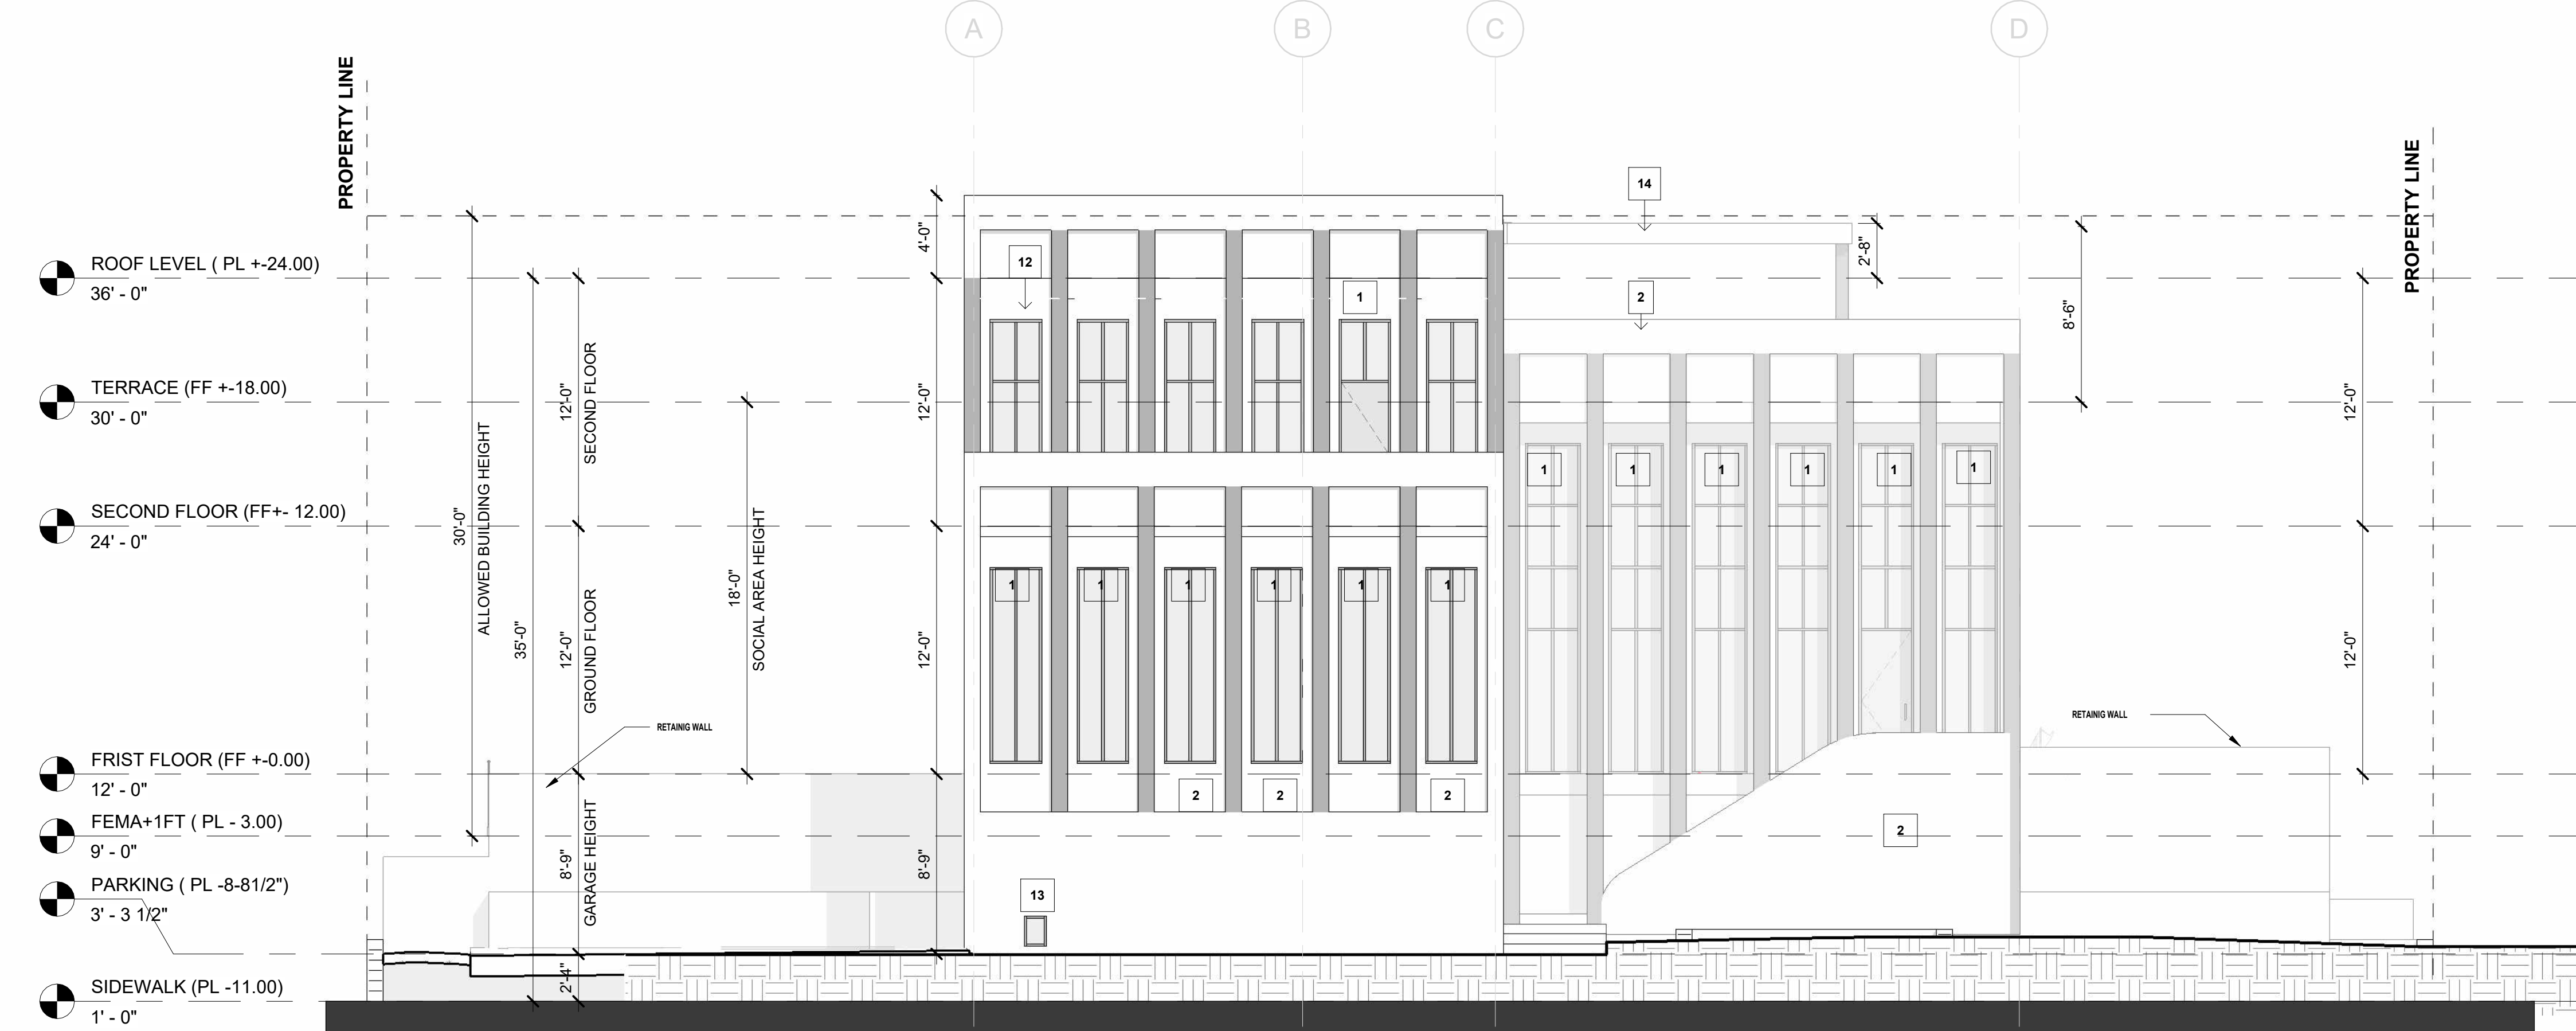 A
B
C
D
PROPERTY LINE
PROPERTY LINE
14
4'-0"
2'-8"
ROOF LEVEL ( PL +-24.00)
36' - 0"
12
1
2
8'-6"
TERRACE (FF +-18.00)
30' - 0"
12'-0"
SECOND FLOOR
12'-0"
12'-0"
ALLOWED BUILDING HEIGHT
30'-0"
1
1
1
1
1
1
SECOND FLOOR (FF+- 12.00)
24' - 0"
35'-0"
18'-0"
SOCIAL AREA HEIGHT
1
1
1
1
1
1
12'-0"
GROUND FLOOR
12'-0"
12'-0"
RETAINIG WALL
RETAINIG WALL
FRIST FLOOR (FF +-0.00)
12' - 0"
2
2
2
FEMA+1FT ( PL - 3.00)
9' - 0"
2
8'-9"
GARAGE HEIGHT
8'-9"
PARKING ( PL -8-81/2")
3' - 3 1/2"
13
2'-4"
SIDEWALK (PL -11.00)
1' - 0"